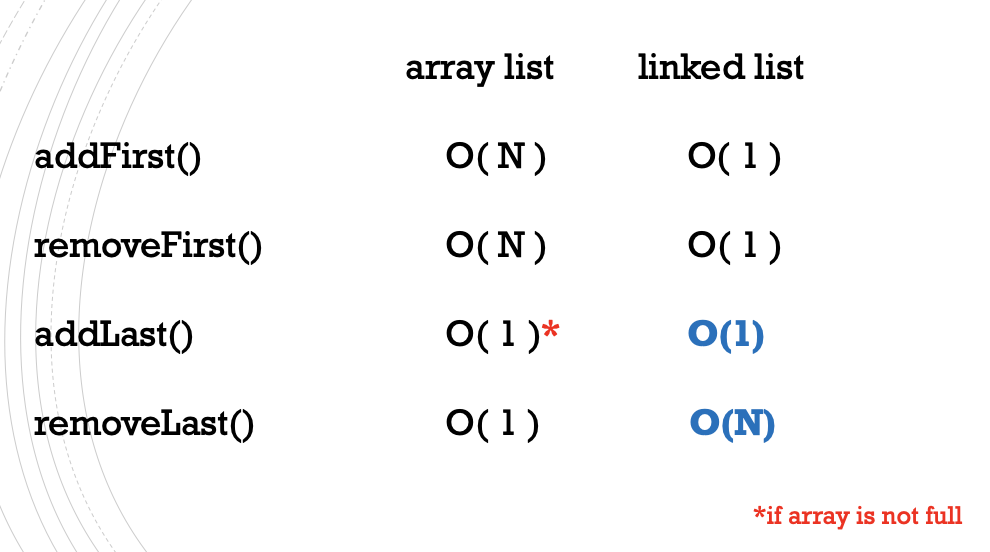 array list linked list
addFirst() O( N ) O( 1 )
removeFirst() O( N ) O( 1 )
addLast() O( 1 )* O(1)
removeLast() O( 1 ) O(N)
*if array is not full